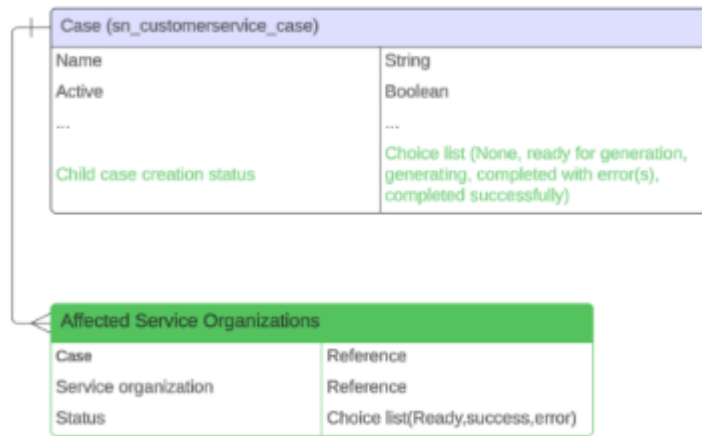 Case (sn_customerservice_case)
Name String
Active Boolean
... ...
Child case creation status Choice list (None, ready for generation,
generating, completed with error(s),
completed successfully)
Affected Service Organizations
Case Reference
Service organization Reference
Status Choice list(Ready,success,error)